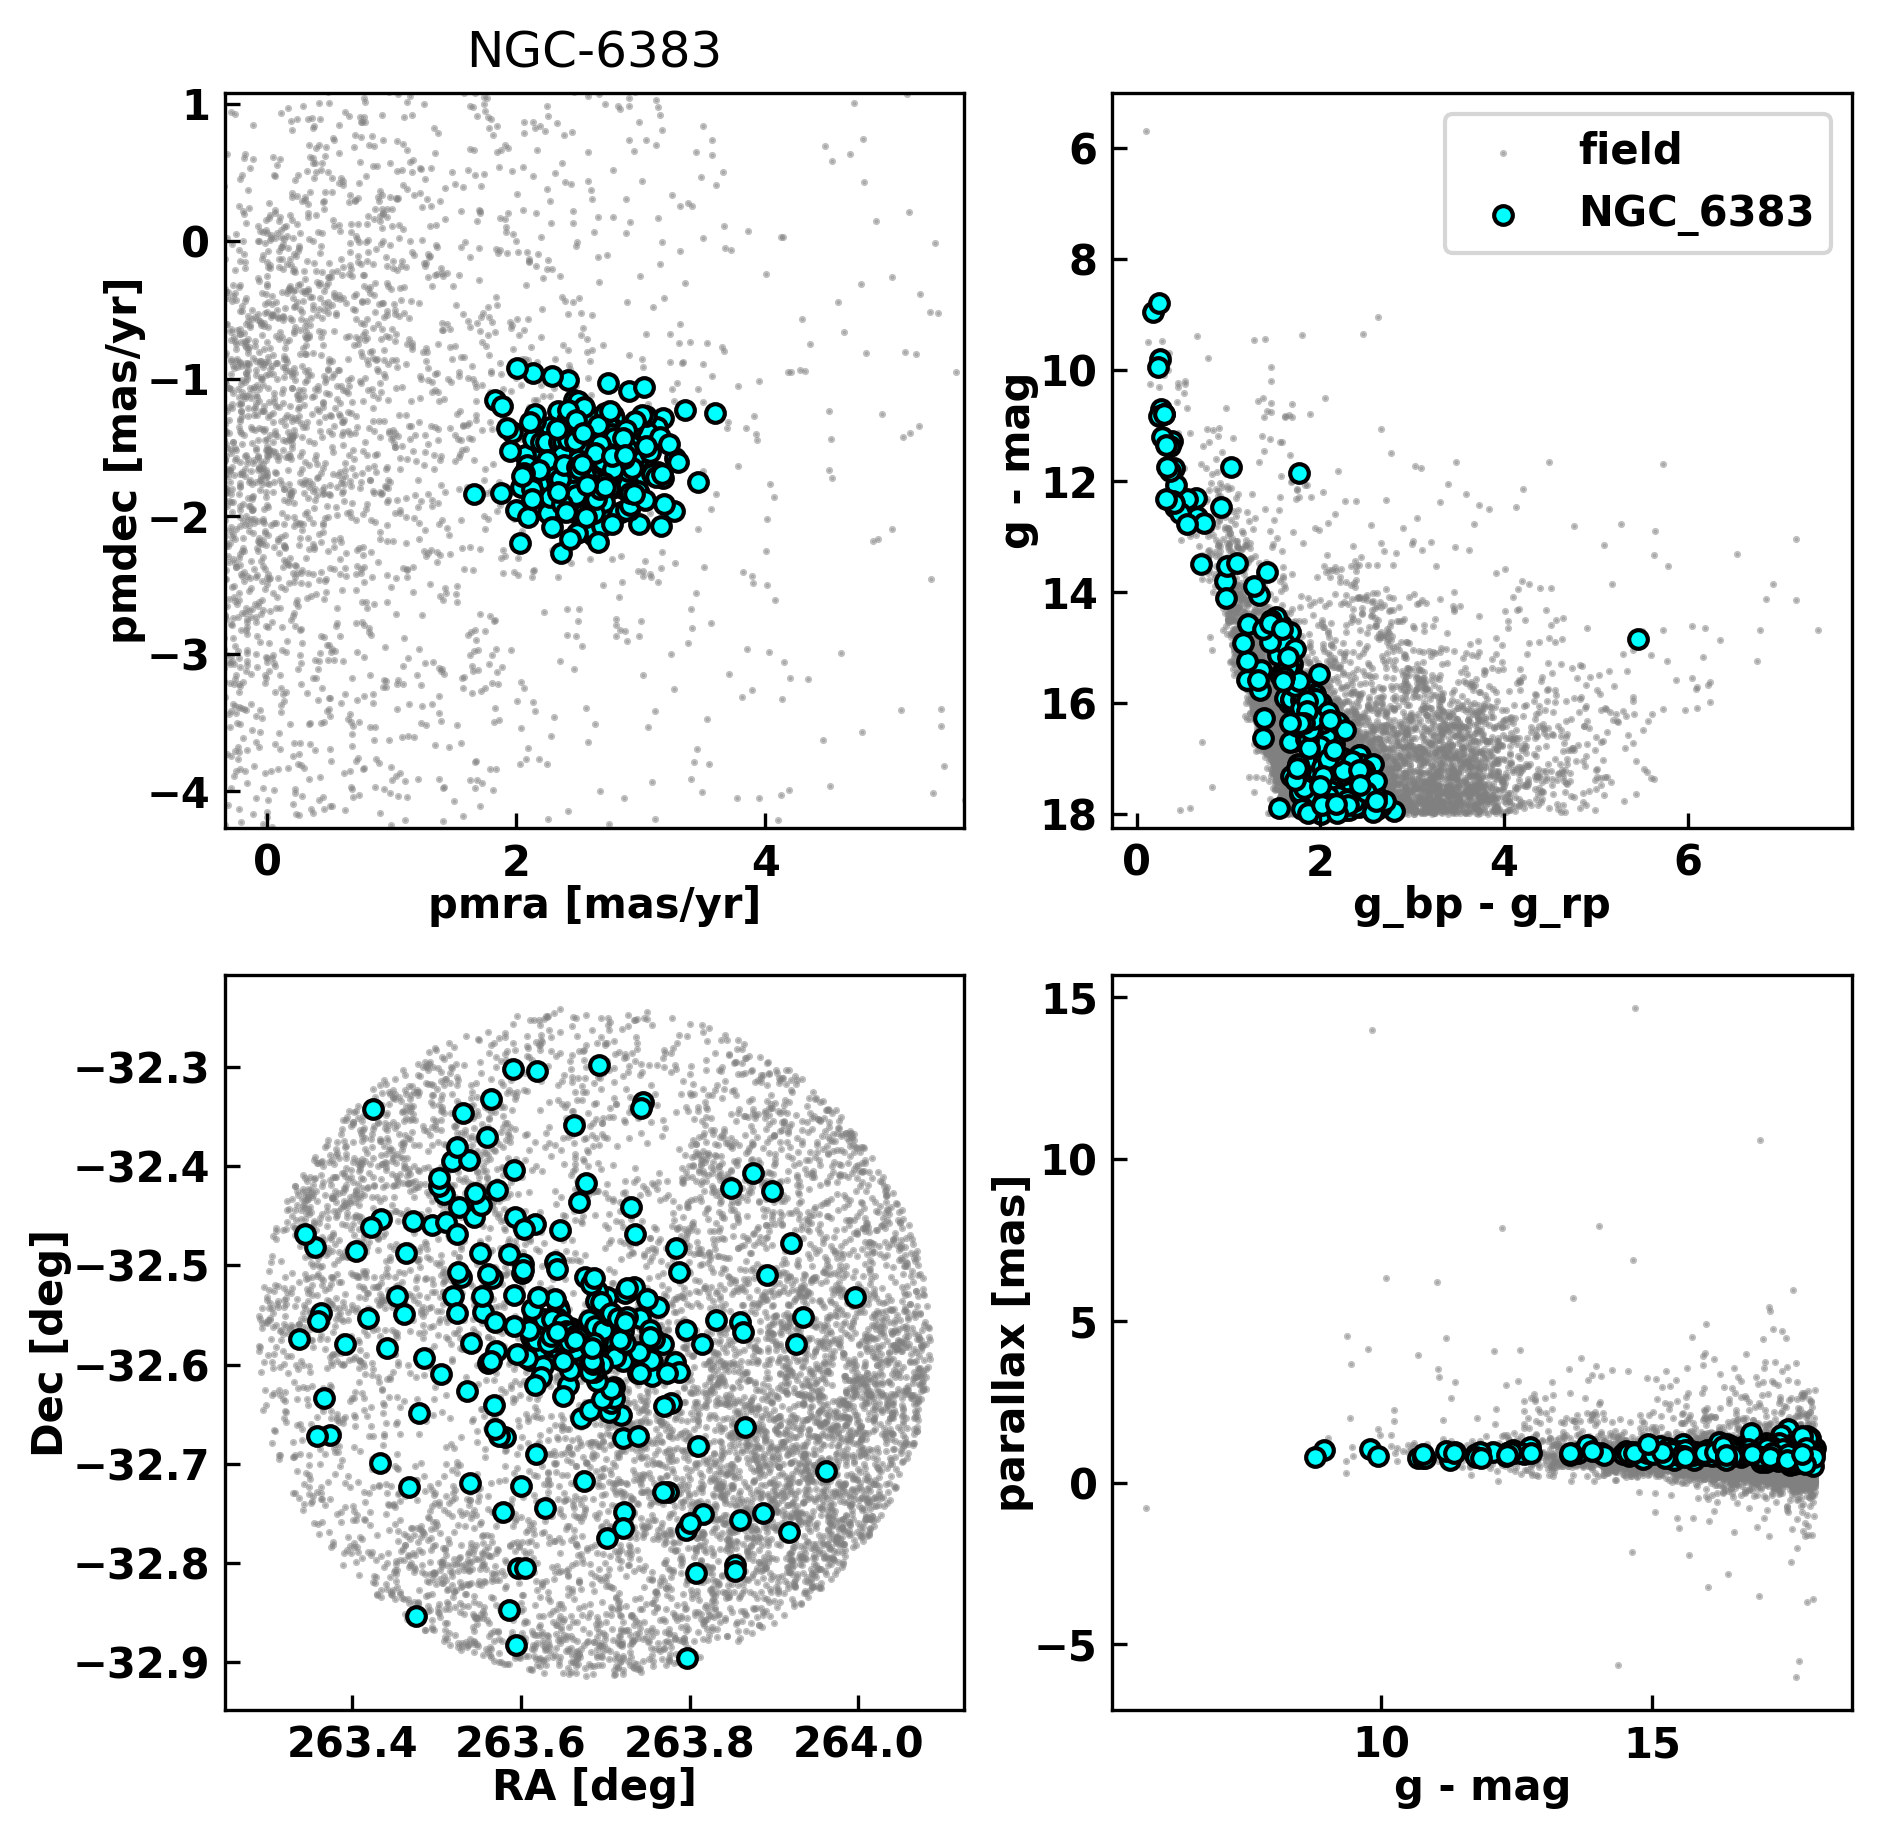 NGC-6383
1
0
−1
−2
−3
−4
pmdec [mas/yr]
0 2 4
pmra [mas/yr]
6
8
10
12
14
16
18
g - mag
field
NGC_6383
0 2 4 6
g_bp - g_rp
−32.3
−32.4
−32.5
−32.6
−32.7
−32.8
−32.9
Dec [deg]
263.4 263.6 263.8 264.0
RA [deg]
15
10
5
0
−5
parallax [mas]
10 15
g - mag